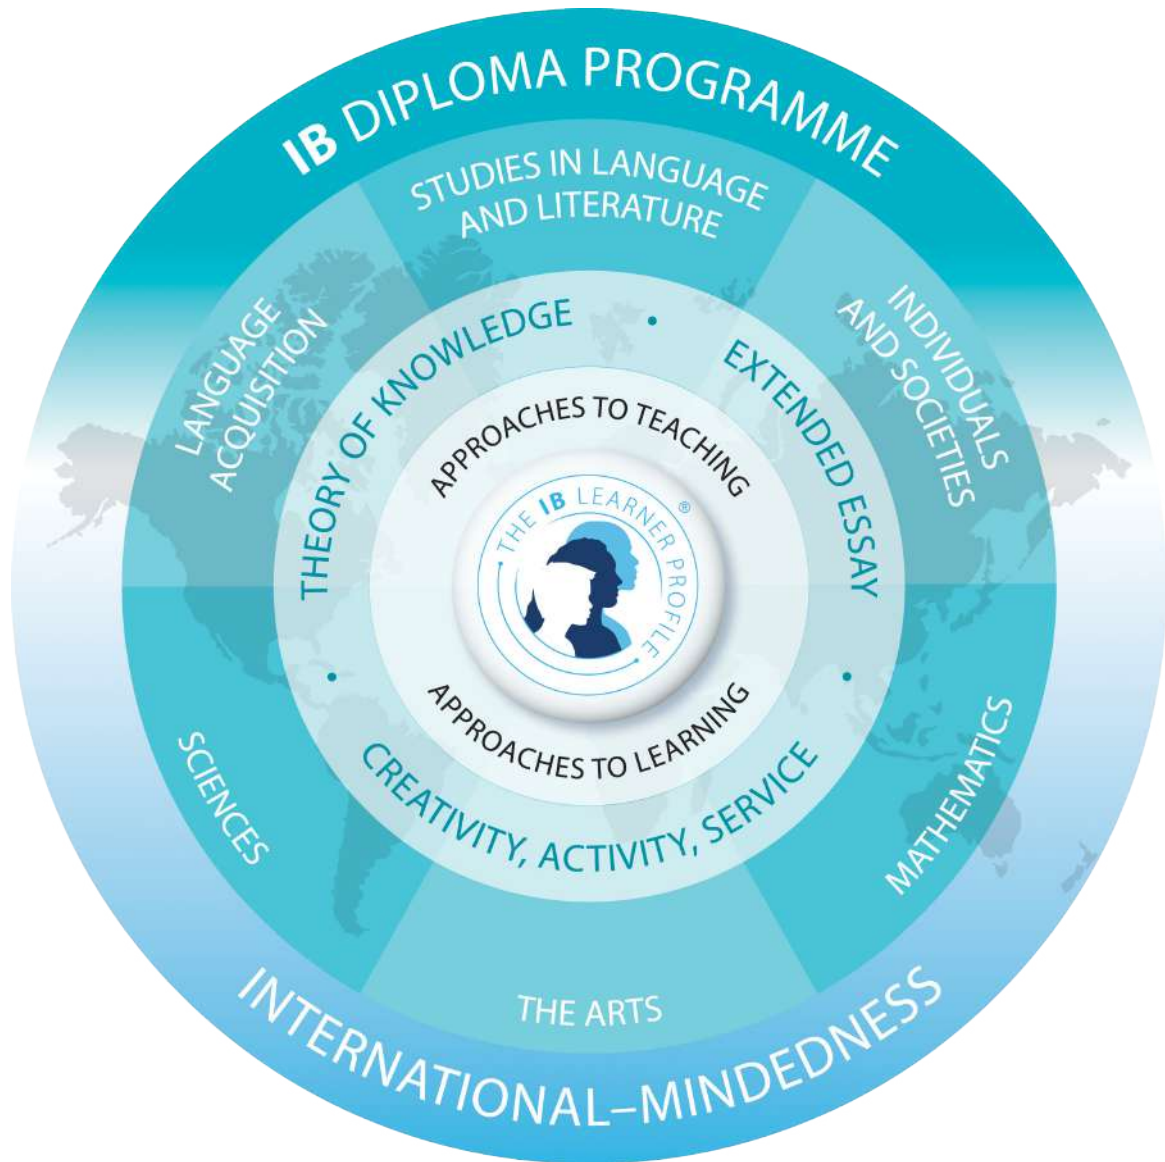 IB DIPLOMA PROGRAMME
STUDIES IN LANGUAGE
AND LITERATURE
LANGUAGE
ACQUISITION
INDIVIDUALS
AND SOCIETIES
THEORY OF KNOWLEDGE
•
EXTENDED ESSAY
APPROACHES TO TEACHING
• THE IB LEARNER PROFILE •
®
APPROACHES TO LEARNING
•
CREATIVITY, ACTIVITY, SERVICE
•
SCIENCES
MATHEMATICS
THE ARTS
INTERNATIONAL–MINDEDNESS